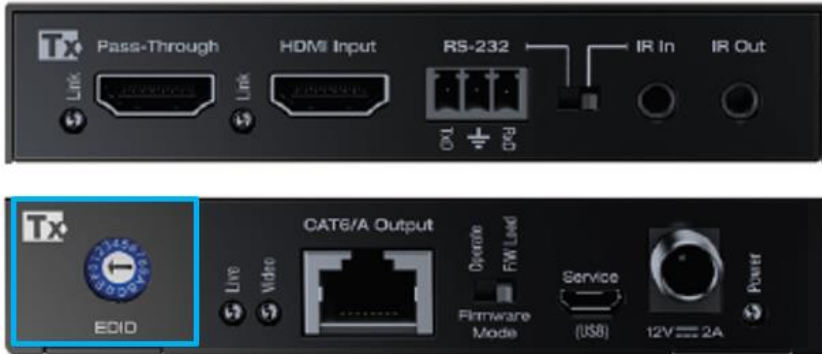 Tx Pass-Through HDMI Input RS-232 IR In IR Out
Link Link
TxD RxD
Tx CAT6/A Output
Live Video Operate F/W Load Service Power
EDID Firmware
Mode (USB) 12V 2A